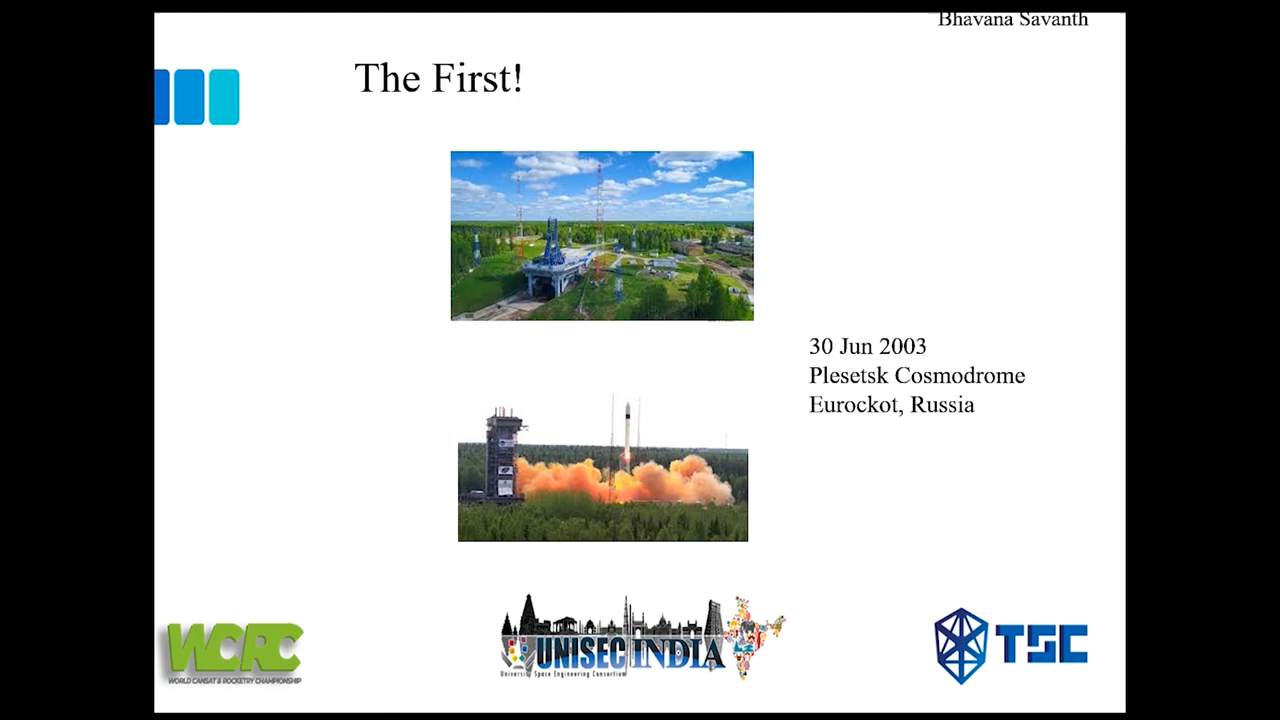 Bhavana Savanth
The First!
30 Jun 2003
Plesetsk Cosmodrome
Eurockot, Russia
WCRC
WORLD CANSAT & ROCKETRY CHAMPIONSHIP
UNISEC INDIA
University Space Engineering Consortium
TSC